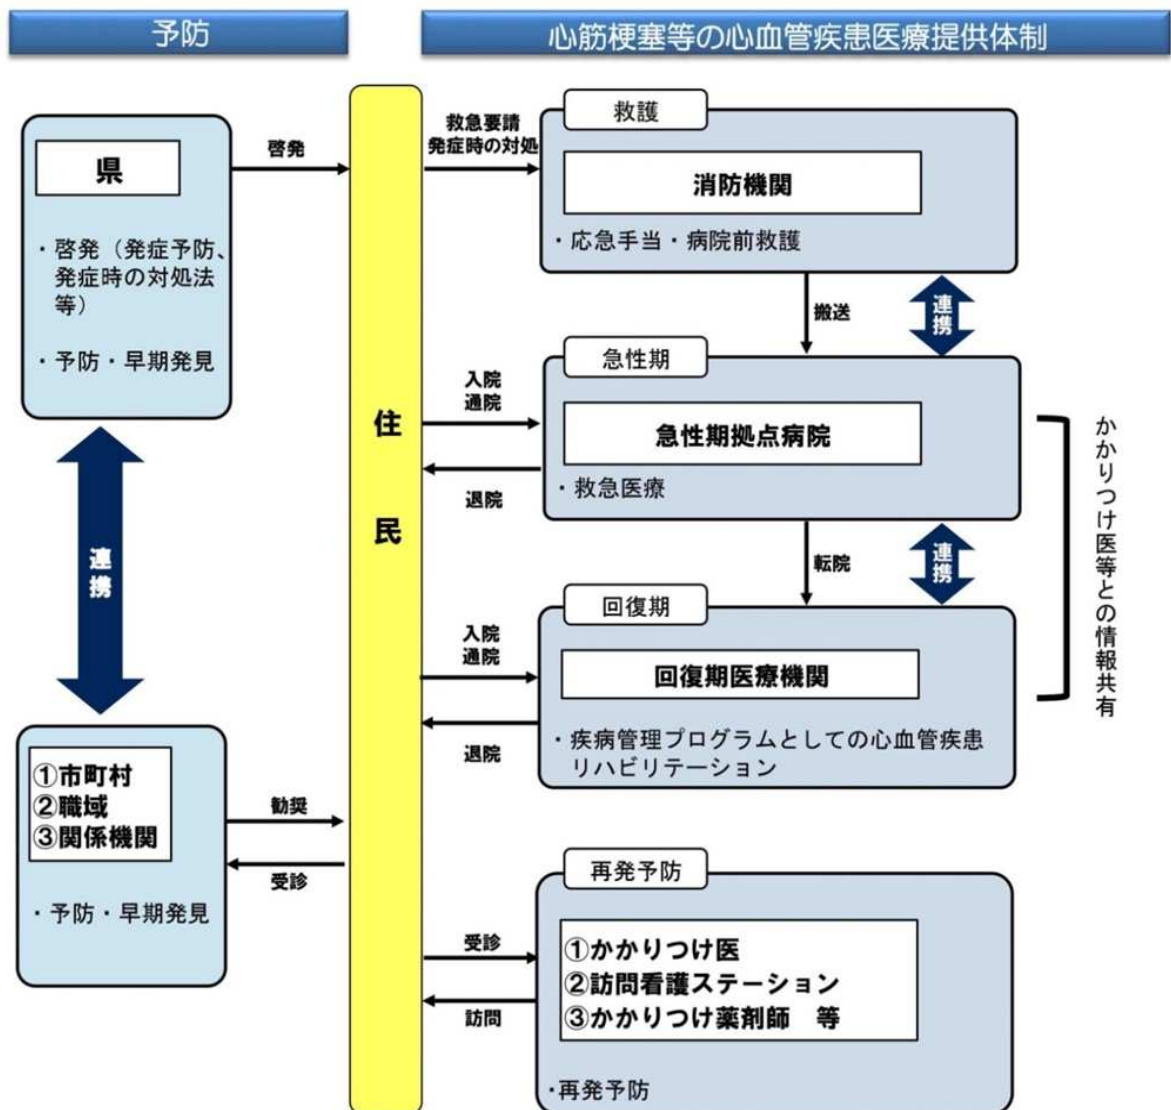 予防
心筋梗塞等の心血管疾患医療提供体制
県
・啓発（発症予防、
発症時の対処法
等）
・予防・早期発見
連携
①市町村
②職域
③関係機関
・予防・早期発見
啓発
勧奨
受診
住民
救急要請
発症時の対処
救護
消防機関
・応急手当・病院前救護
搬送
連携
入院
通院
退院
急性期
急性期拠点病院
・救急医療
転院
連携
入院
通院
退院
回復期
回復期医療機関
・疾病管理プログラムとしての心血管疾患
リハビリテーション
かかりつけ医等との情報共有
受診
訪問
再発予防
①かかりつけ医
②訪問看護ステーション
③かかりつけ薬剤師　等
・再発予防